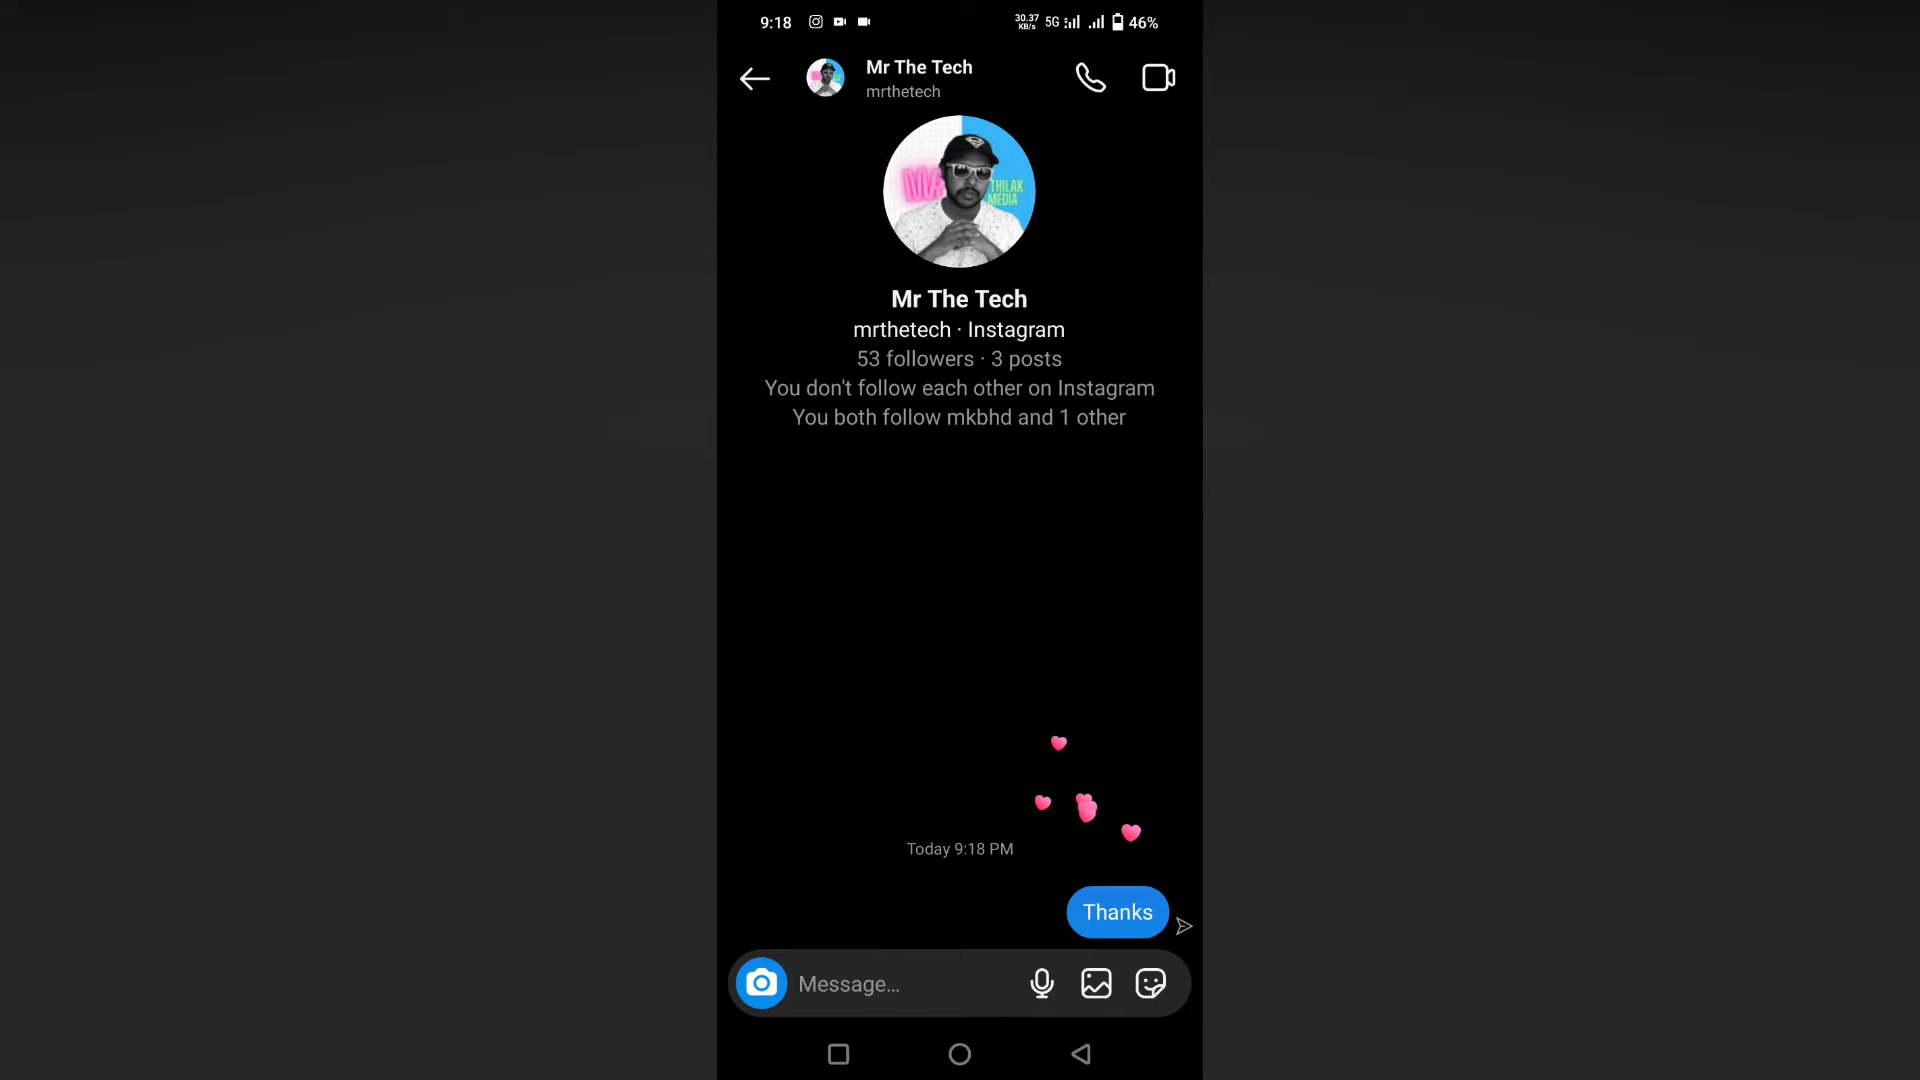 9:18 30.37 KB/s 5G 46%
Mr The Tech
mrthetech
THILAK
MEDIA
Mr The Tech
mrthetech · Instagram
53 followers · 3 posts
You don't follow each other on Instagram
You both follow mkbhd and 1 other
Today 9:18 PM
Thanks
Message...